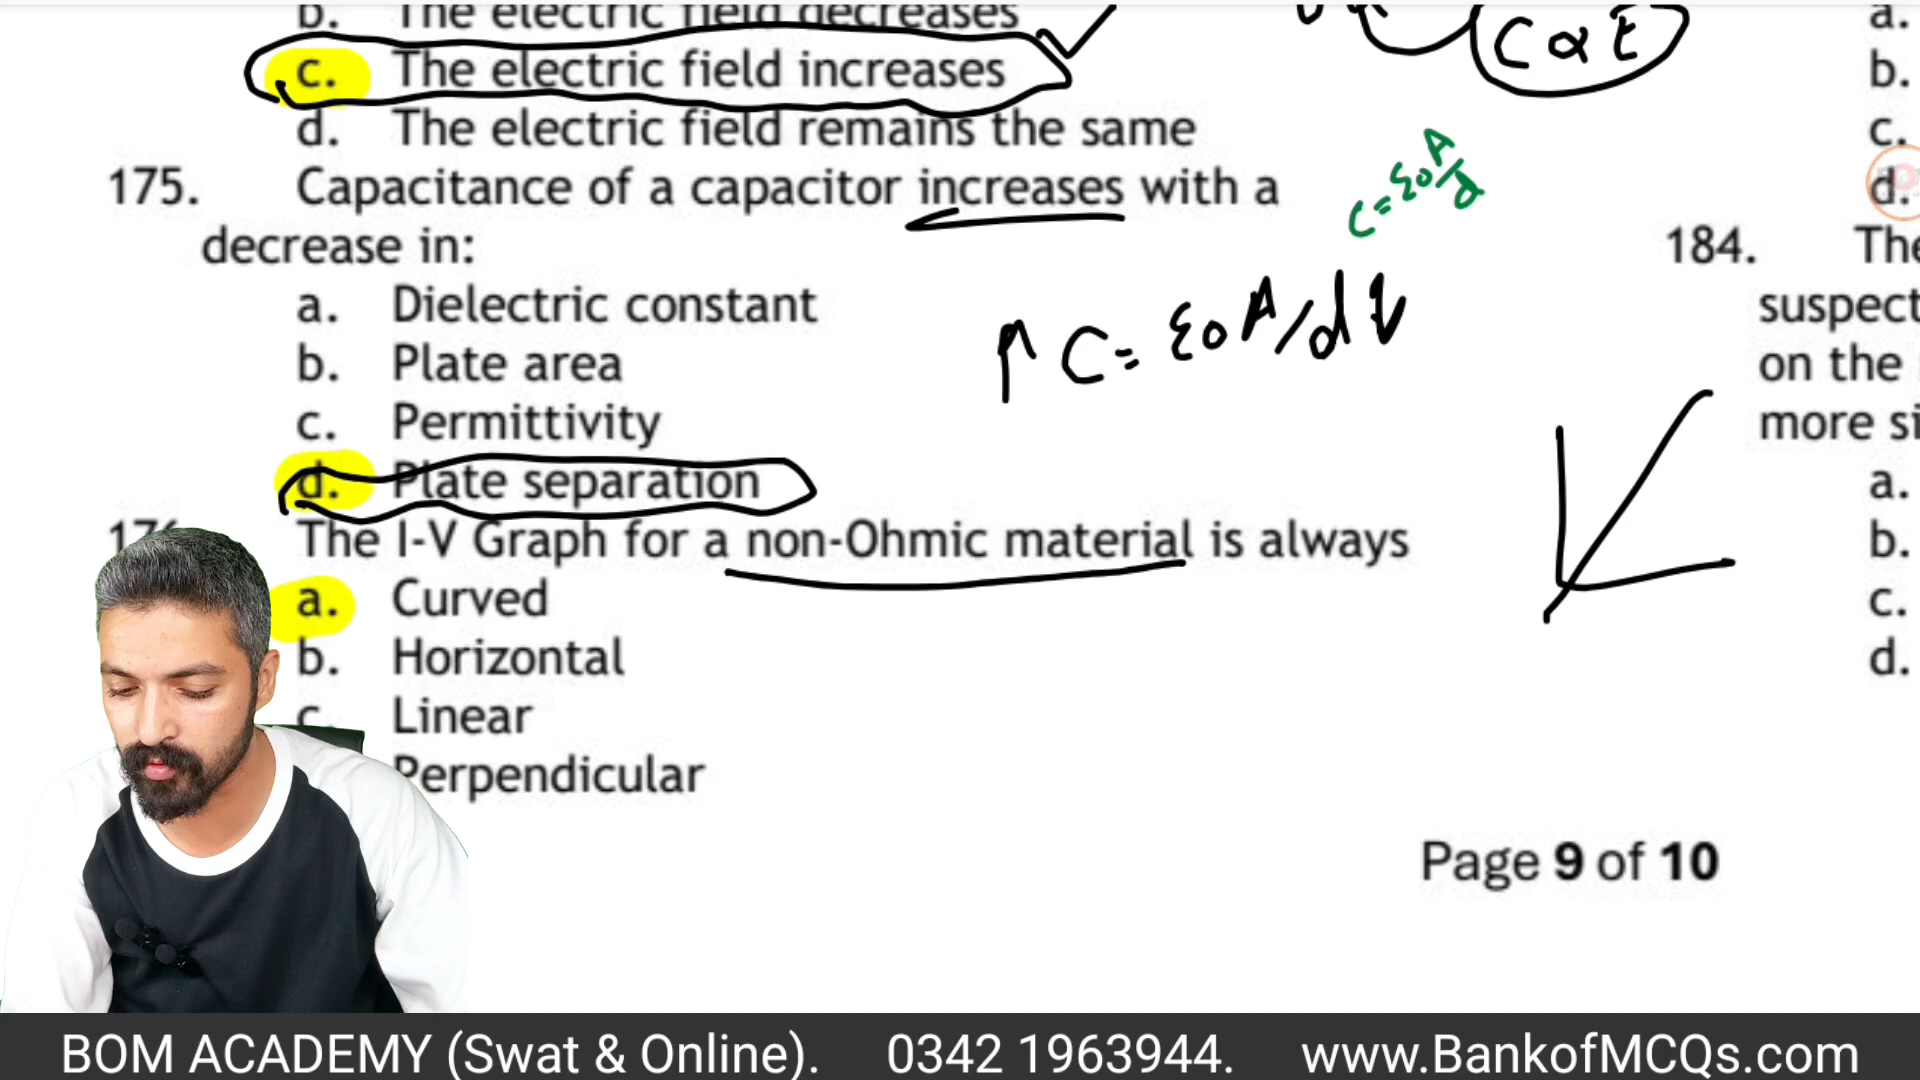 b. The electric field decreases
c. The electric field increases
d. The electric field remains the same
C α E
175. Capacitance of a capacitor increases with a
decrease in:
C = ε0 A/d
a. Dielectric constant
b. Plate area
c. Permittivity
d. Plate separation
↑ C = ε0 A/d ↓
The I-V Graph for a non-Ohmic material is always
a. Curved
b. Horizontal
c. Linear
Perpendicular
Page 9 of 10
a.
b.
c.
d.
184. The
suspect
on the
more si
a.
b.
c.
d.
BOM ACADEMY (Swat & Online). 0342 1963944. www.BankofMCQs.com